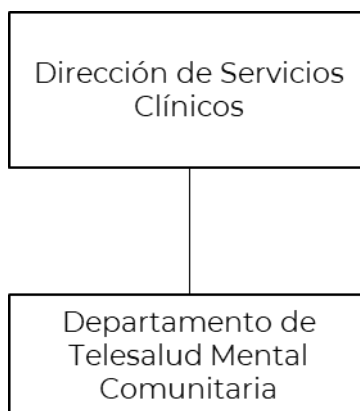 Dirección de Servicios
Clínicos
Departamento de
Telesalud Mental
Comunitaria